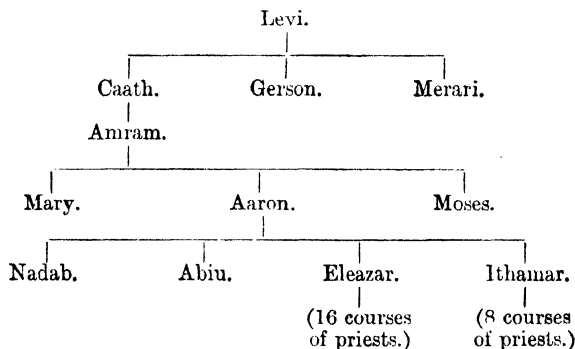 Levi.
Caath. Gerson. Merari.
Amram.
Mary. Aaron. Moses.
Nadab. Abiu. Eleazar. Ithamar.
(16 courses (8 courses
of priests.) of priests.)